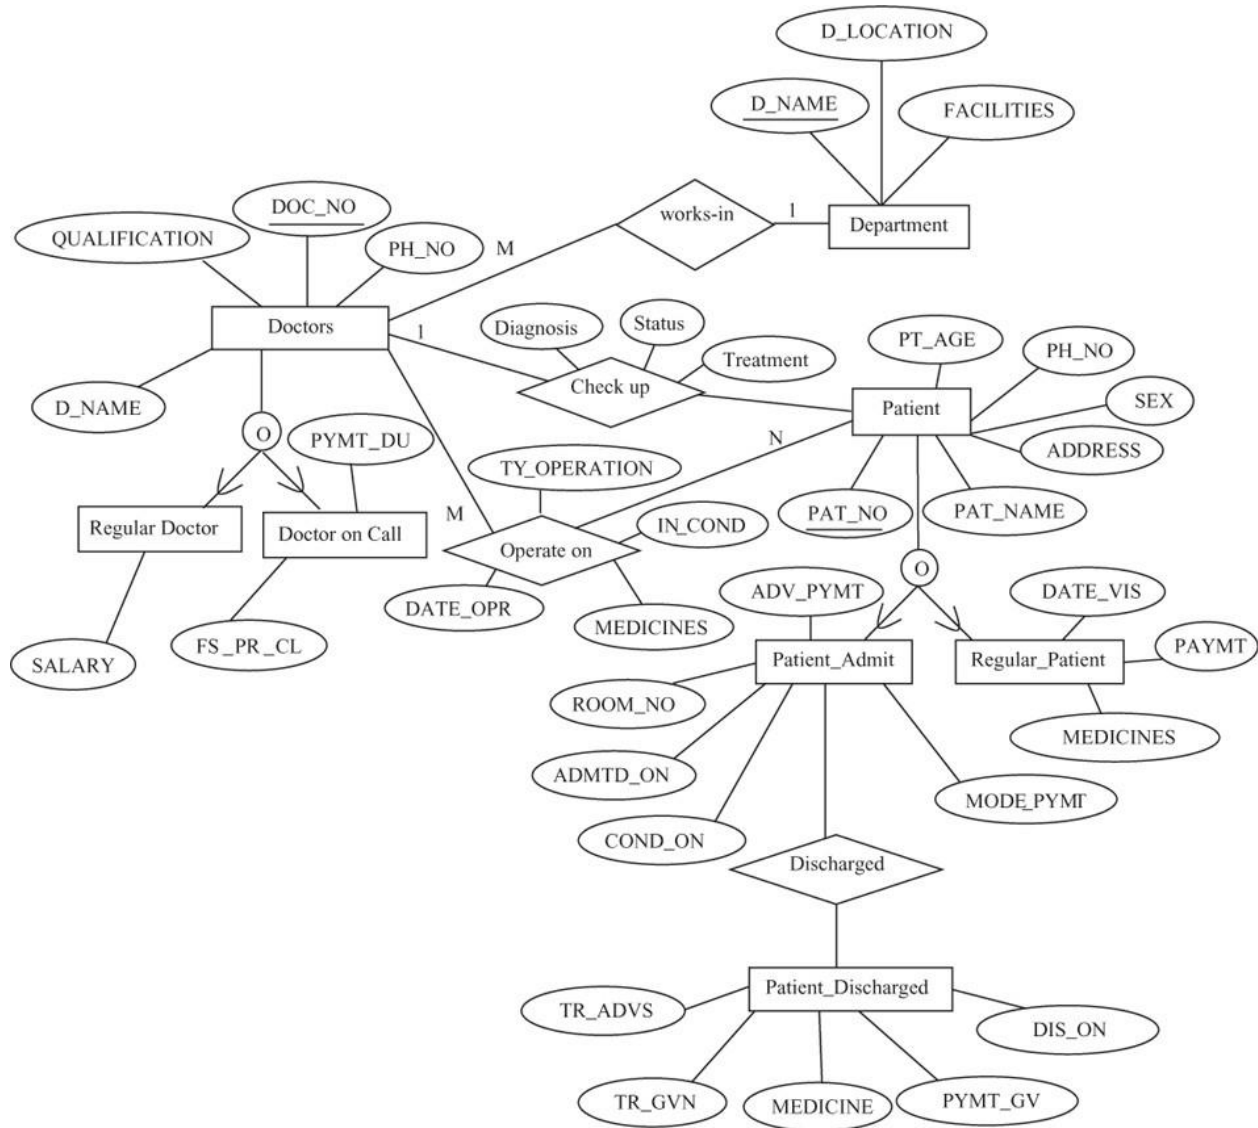 D_LOCATION
D_NAME
FACILITIES
DOC_NO
QUALIFICATION
PH_NO
works-in
1
Department
M
Doctors
1
Diagnosis
Status
Treatment
Check up
PT_AGE
PH_NO
SEX
ADDRESS
Patient
D_NAME
O
PYMT_DU
N
TY_OPERATION
PAT_NO
PAT_NAME
Regular Doctor
Doctor on Call
M
IN_COND
Operate on
DATE_OPR
MEDICINES
O
ADV_PYMT
DATE_VIS
SALARY
FS_PR_CL
Patient_Admit
Regular_Patient
PAYMT
ROOM_NO
MEDICINES
ADMTD_ON
MODE_PYMT
COND_ON
Discharged
Patient_Discharged
TR_ADVS
DIS_ON
TR_GVN
MEDICINE
PYMT_GV